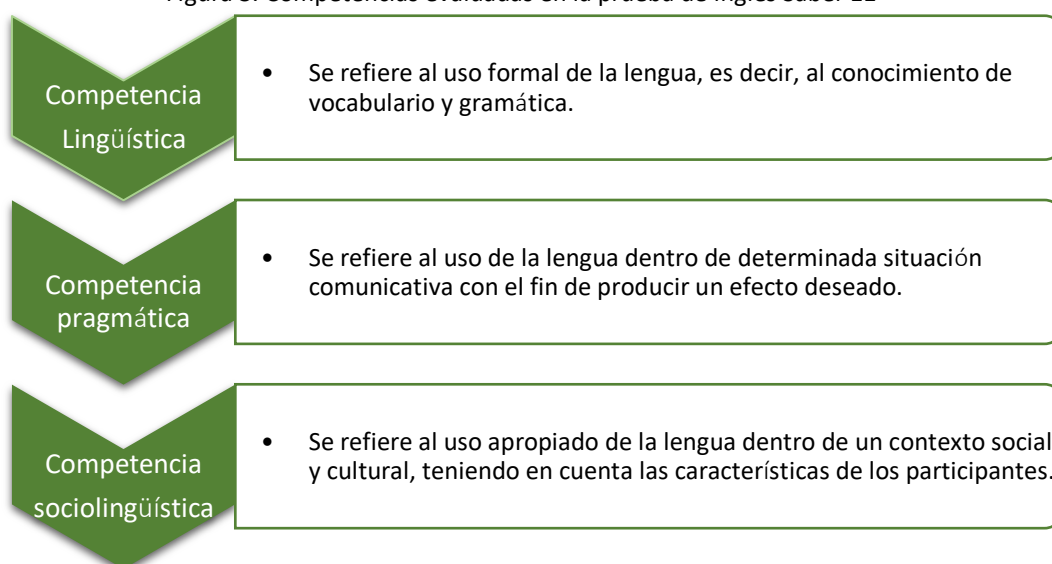 Competencia
Lingüística
• Se refiere al uso formal de la lengua, es decir, al conocimiento de
vocabulario y gramática.
Competencia
pragmática
• Se refiere al uso de la lengua dentro de determinada situación
comunicativa con el fin de producir un efecto deseado.
Competencia
sociolingüística
• Se refiere al uso apropiado de la lengua dentro de un contexto social
y cultural, teniendo en cuenta las características de los participantes.